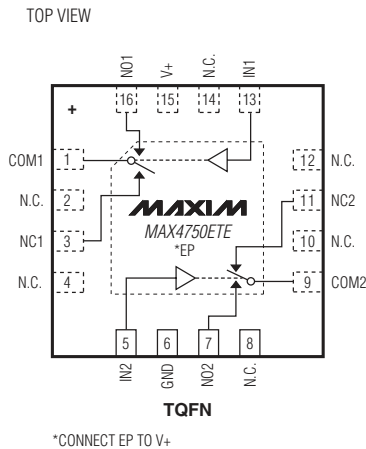 TOP VIEW
NO1
V+
N.C.
IN1
16
15
14
13
+
COM1
1
12
N.C.
N.C.
2
11
NC2
MAXIM
MAX4750ETE
*EP
NC1
3
10
N.C.
N.C.
4
9
COM2
5
6
7
8
IN2
GND
NO2
N.C.
TQFN
*CONNECT EP TO V+